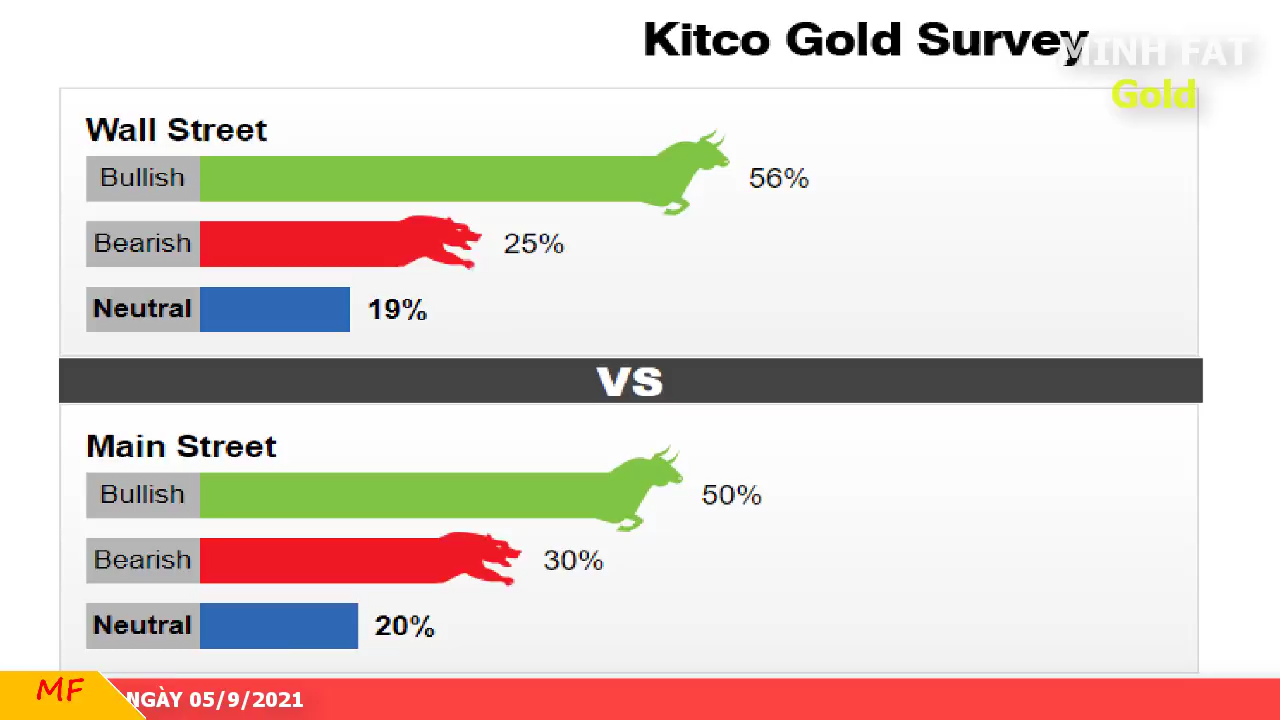 Kitco Gold Survey
MINH FAT
Gold
Wall Street
Bullish 56%
Bearish 25%
Neutral 19%
VS
Main Street
Bullish 50%
Bearish 30%
Neutral 20%
MF NGÀY 05/9/2021